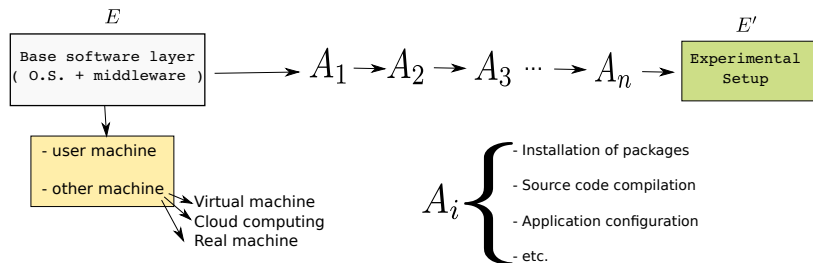 E
E′
Base software layer
( O.S. + middleware )
A1 A2 A3 ... An
Experimental
Setup
- user machine
- other machine
Virtual machine
Cloud computing
Real machine
Ai
- Installation of packages
- Source code compilation
- Application configuration
- etc.